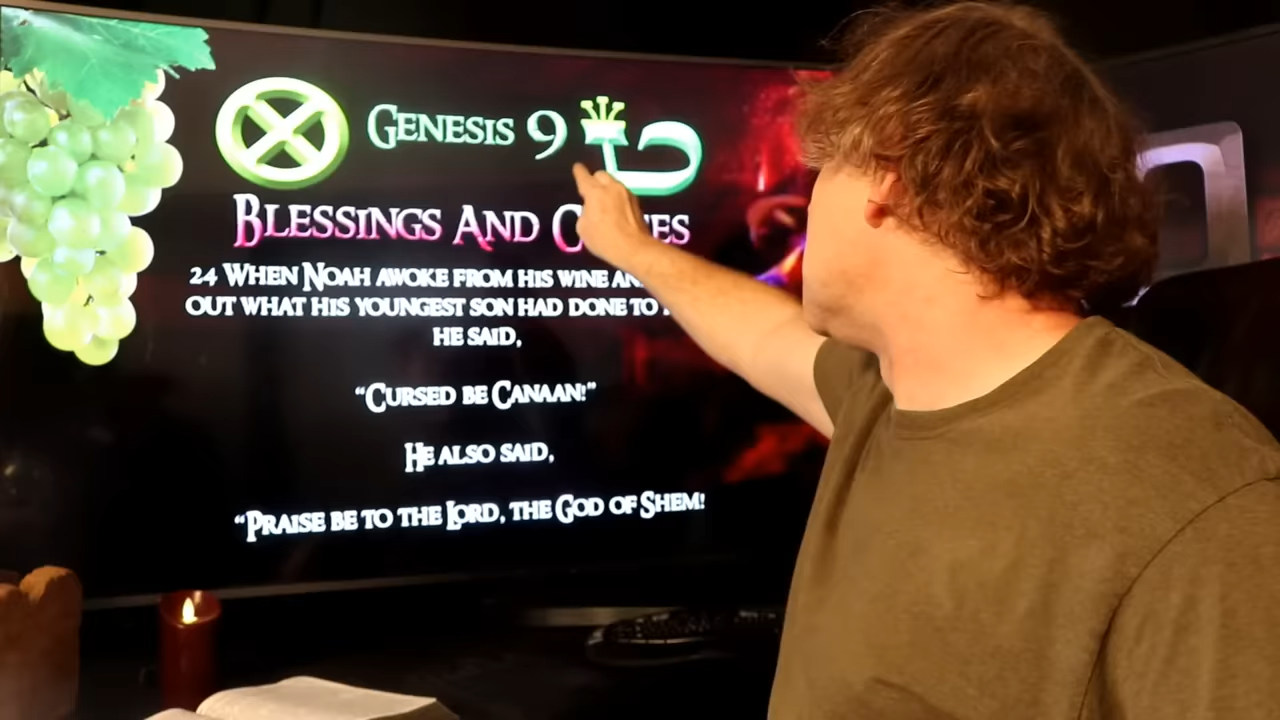 Genesis 9 ט
Blessings And
24 When Noah awoke from his wine
out what his youngest son had done to
he said,
“Cursed be Canaan!”
He also said,
“Praise be to the Lord, the God of Shem!